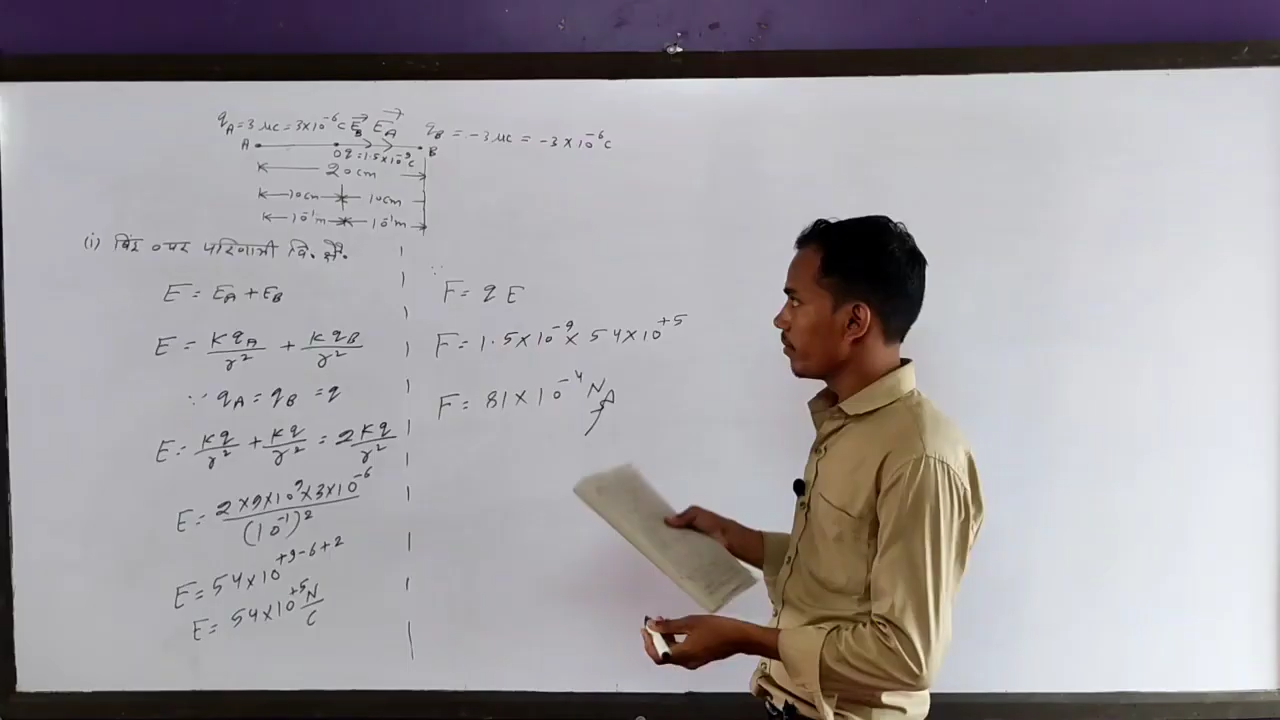 qA = 3 μc = 3×10⁻⁶ C E⃗B E⃗A qB = -3 μc = -3×10⁻⁶ C
A O q = 1.5×10⁻⁹ C B
20 cm
10 cm 10 cm
10⁻¹ m 10⁻¹ m
(i) बिंदु O पर परिणामी वि. क्षे.
E = EA + EB
E = KqA/r² + KqB/r²
∵ qA = qB = q
E = Kq/r² + Kq/r² = 2Kq/r²
E = 2×9×10⁹×3×10⁻⁶/(10⁻¹)²
E = 54×10⁺⁹⁻⁶⁺²
E = 54×10⁺⁵ N/C
∵
F = qE
F = 1.5×10⁻⁹ × 54×10⁺⁵
F = 81×10⁻⁴ N